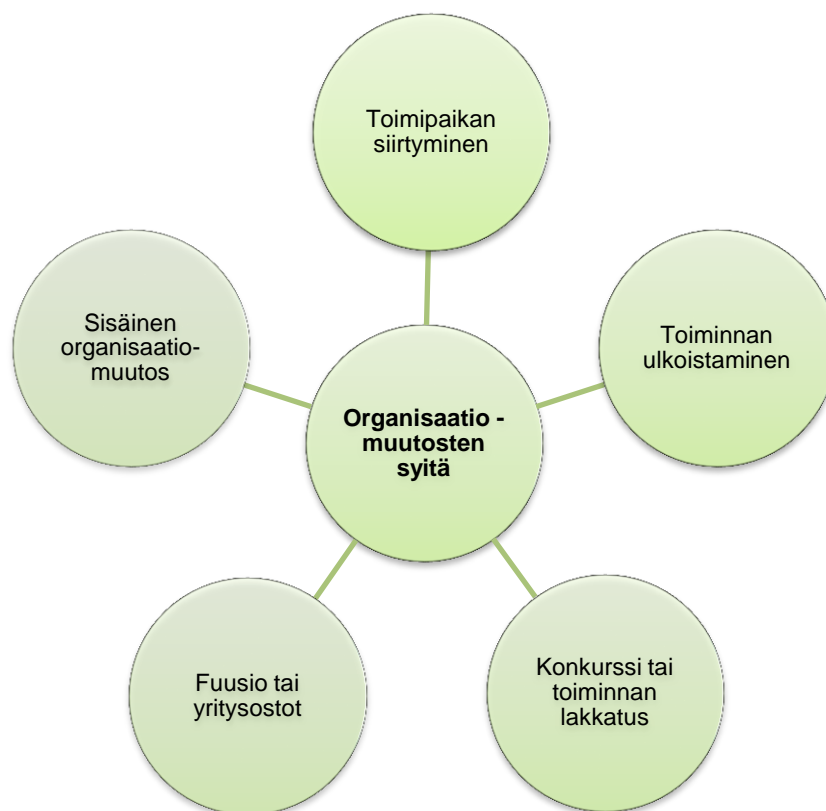 Toimipaikan
siirtyminen
Sisäinen
organisaatio-
muutos
Toiminnan
ulkoistaminen
Organisaatio -
muutosten
syitä
Fuusio tai
yritysostot
Konkurssi tai
toiminnan
lakkatus